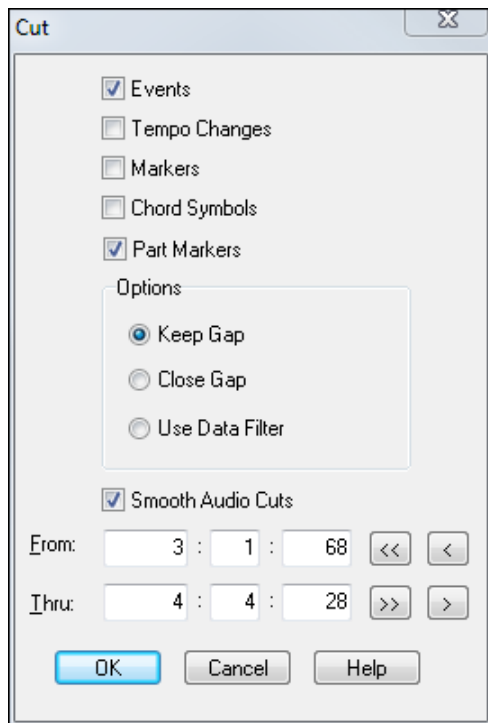 Cut
Events
Tempo Changes
Markers
Chord Symbols
Part Markers
Options
Keep Gap
Close Gap
Use Data Filter
Smooth Audio Cuts
From: 3 : 1 : 68 << <
Thru: 4 : 4 : 28 >> >
OK Cancel Help